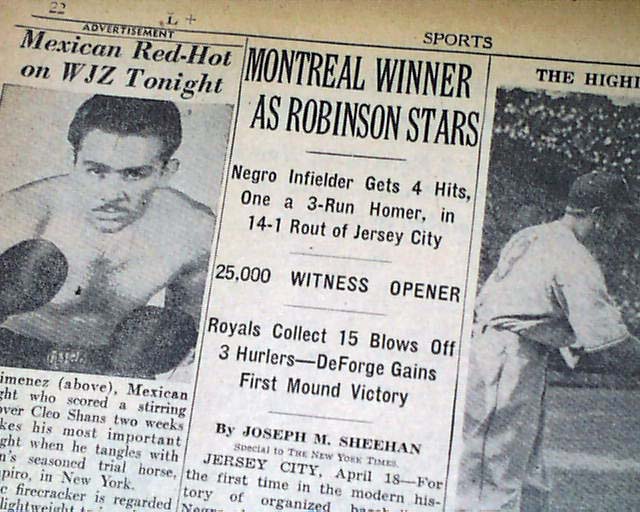 22
L +
ADVERTISEMENT
SPORTS
Mexican Red-Hot
on WJZ Tonight
imenez (above), Mexican
ght who scored a stirring
over Cleo Shans two weeks
kes his most important
ght when he tangles with
n's seasoned trial horse,
piro, in New York.
c firecracker is regarded
lightweight to
MONTREAL WINNER
AS ROBINSON STARS
Negro Infielder Gets 4 Hits,
One a 3-Run Homer, in
14-1 Rout of Jersey City
25,000 WITNESS OPENER
Royals Collect 15 Blows Off
3 Hurlers—DeForge Gains
First Mound Victory
By JOSEPH M. SHEEHAN
Special to THE NEW YORK TIMES.
JERSEY CITY, April 18—For
the first time in the modern his-
tory of organized
THE HIGHI